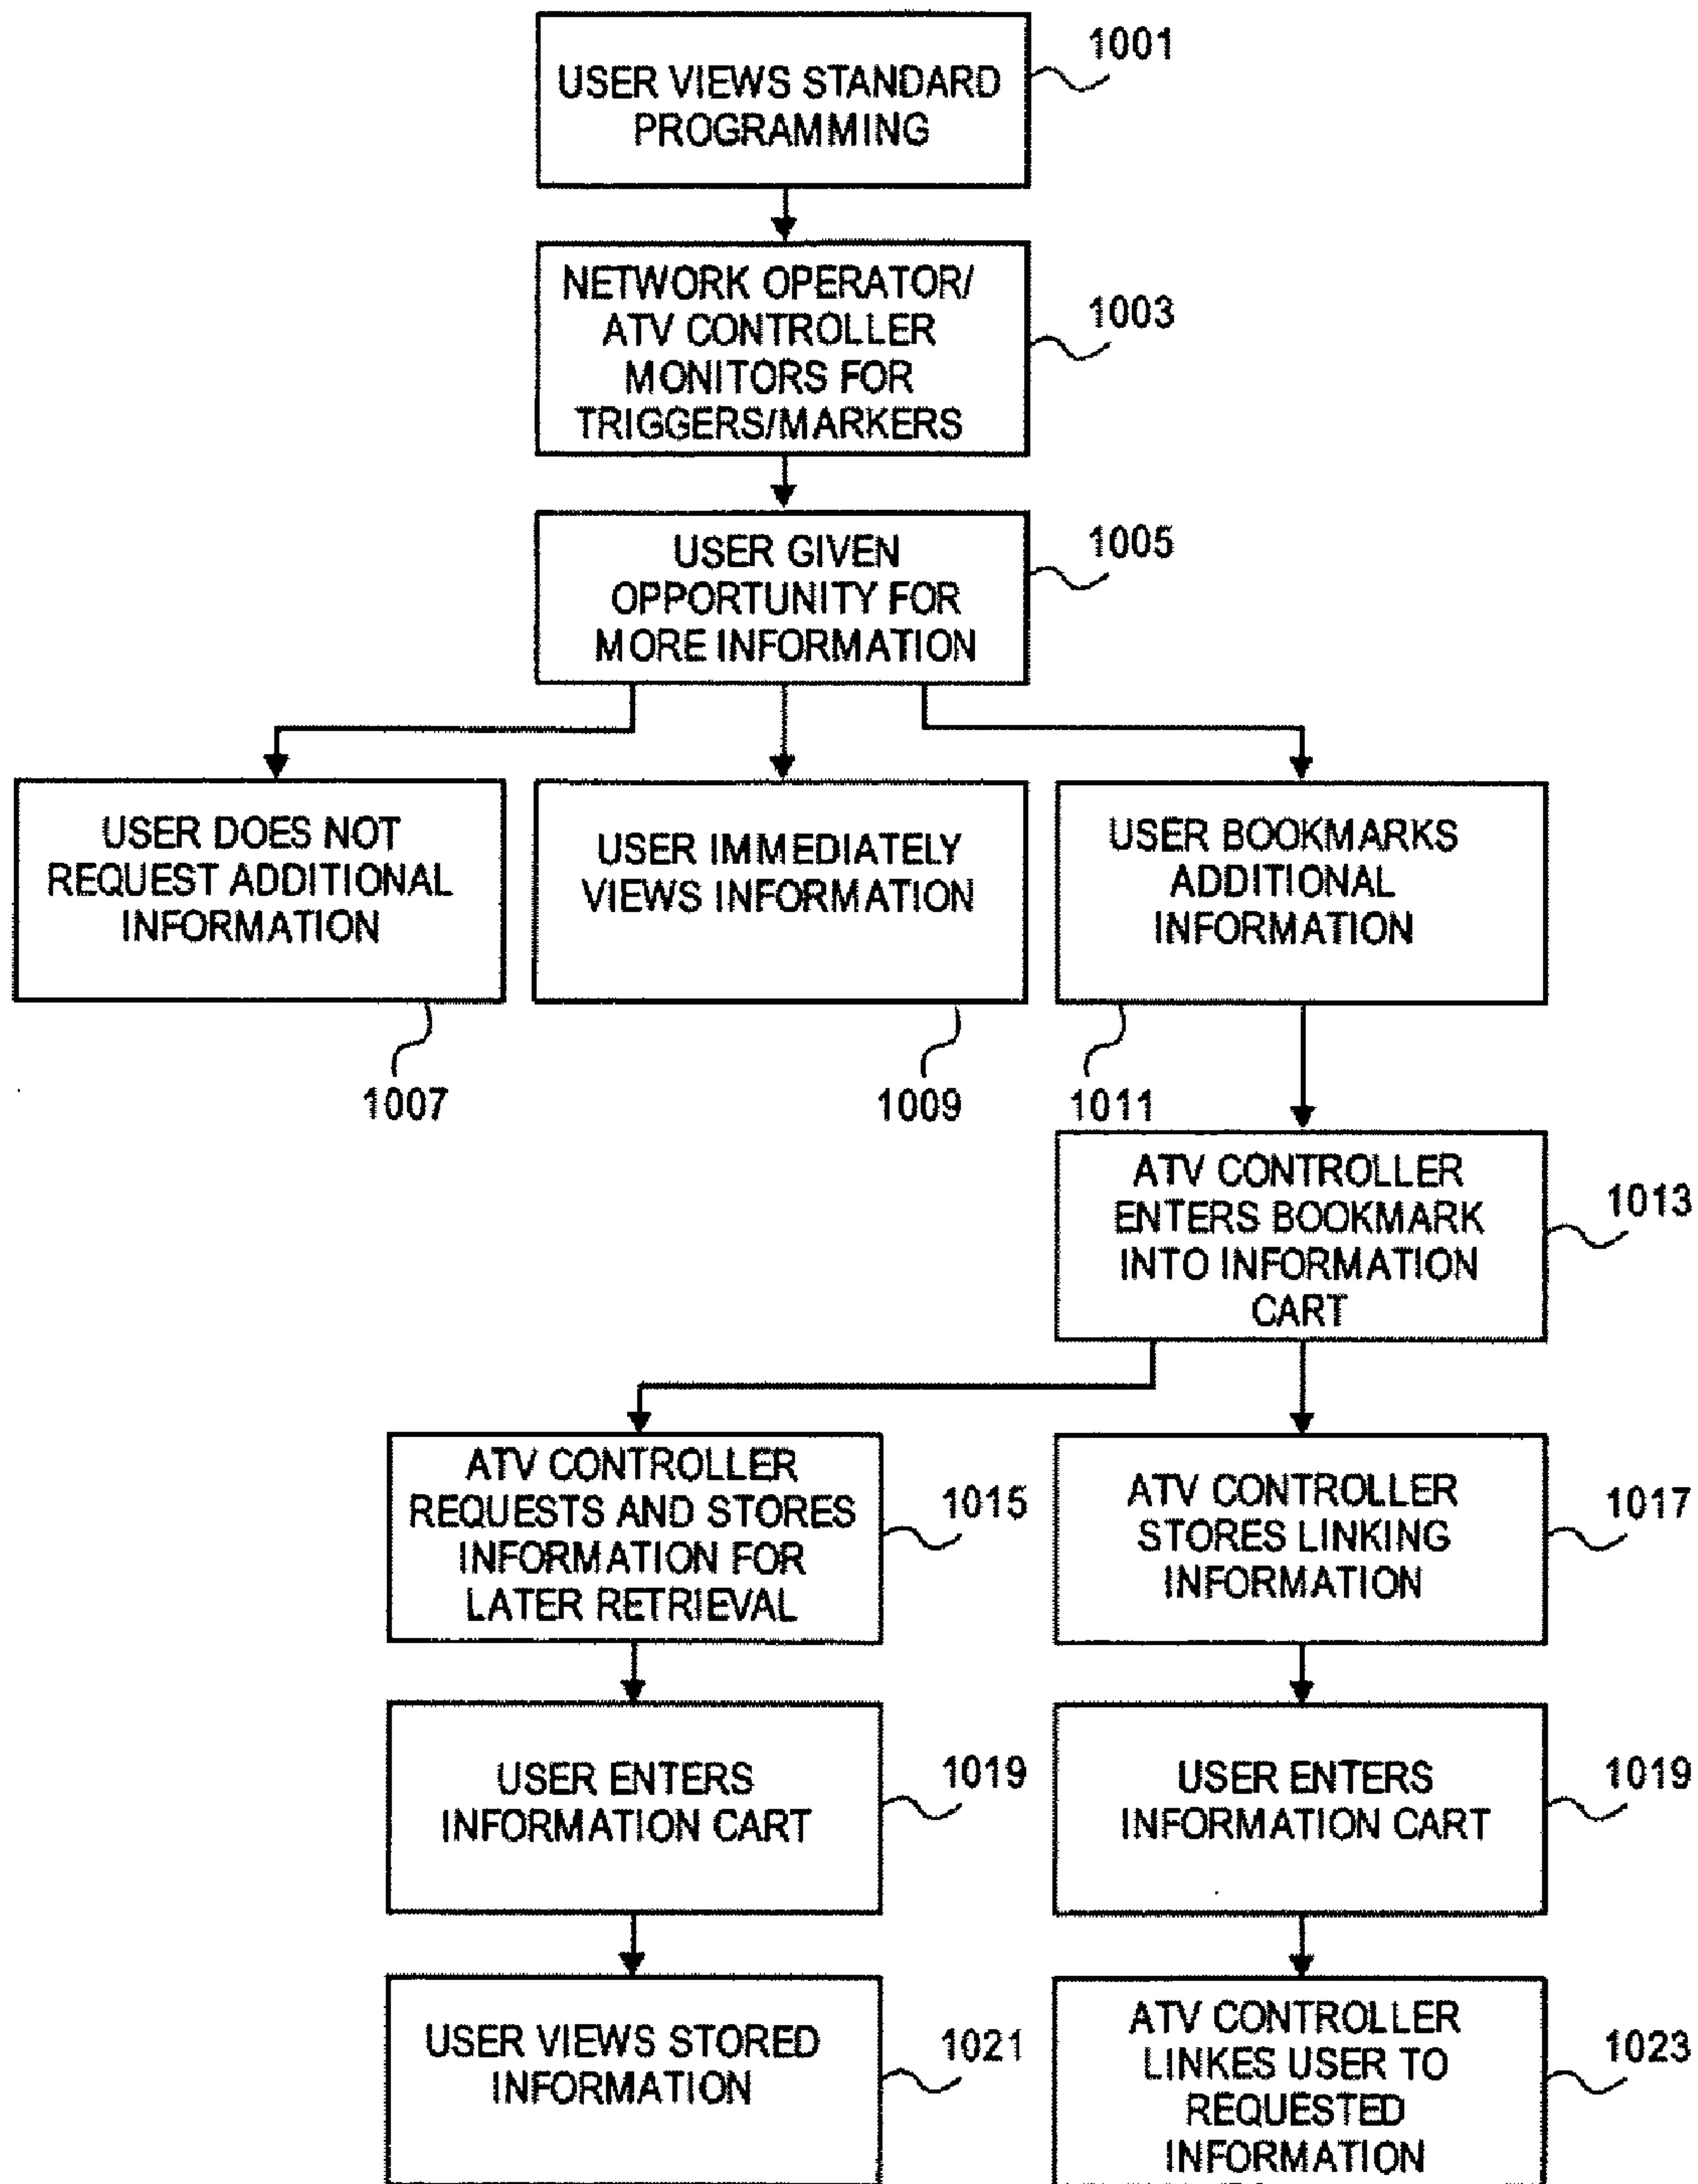 USER VIEWS STANDARD
PROGRAMMING
1001
NETWORK OPERATOR/
ATV CONTROLLER
MONITORS FOR
TRIGGERS/MARKERS
1003
USER GIVEN
OPPORTUNITY FOR
MORE INFORMATION
1005
USER DOES NOT
REQUEST ADDITIONAL
INFORMATION
1007
USER IMMEDIATELY
VIEWS INFORMATION
1009
USER BOOKMARKS
ADDITIONAL
INFORMATION
1011
ATV CONTROLLER
ENTERS BOOKMARK
INTO INFORMATION
CART
1013
ATV CONTROLLER
REQUESTS AND STORES
INFORMATION FOR
LATER RETRIEVAL
1015
ATV CONTROLLER
STORES LINKING
INFORMATION
1017
USER ENTERS
INFORMATION CART
1019
USER ENTERS
INFORMATION CART
1019
USER VIEWS STORED
INFORMATION
1021
ATV CONTROLLER
LINKES USER TO
REQUESTED
INFORMATION
1023